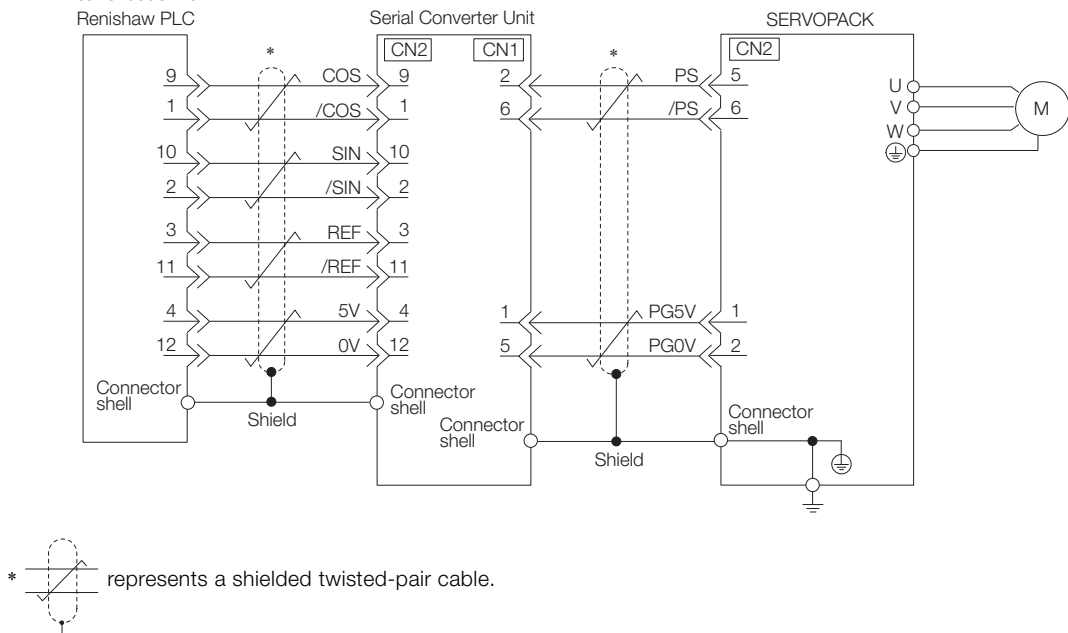 Renishaw PLC
Serial Converter Unit
SERVOPACK
*
CN2
CN1
*
CN2
9
COS
9
2
PS
5
U
1
/COS
1
6
/PS
6
V
M
W
10
SIN
10
2
/SIN
2
3
REF
3
11
/REF
11
4
5V
4
1
PG5V
1
12
0V
12
5
PG0V
2
Connector
shell
Shield
Connector
shell
Connector
shell
Shield
Connector
shell
* represents a shielded twisted-pair cable.